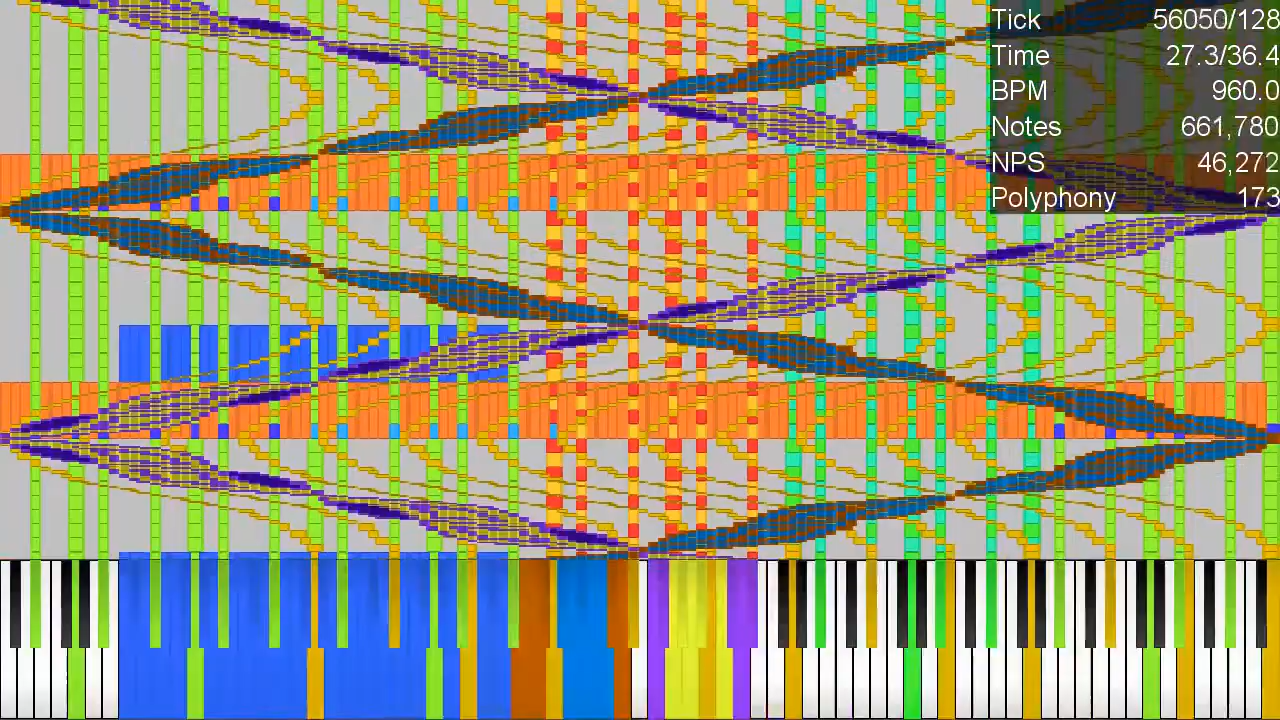 Tick 56050/128
Time 27.3/36.4
BPM 960.0
Notes 661,780
NPS 46,272
Polyphony 173